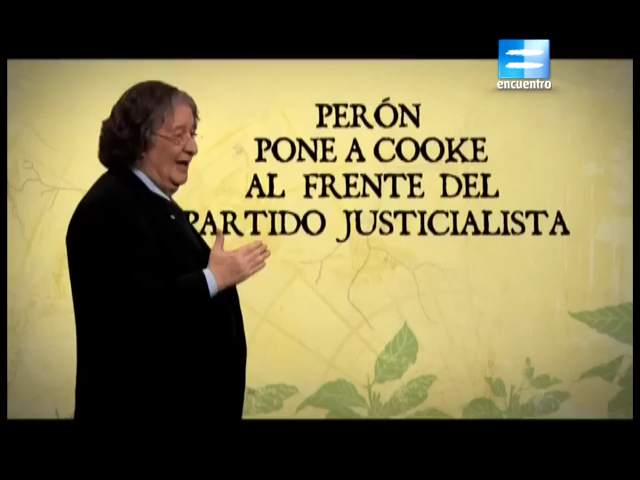 encuentro
PERÓN
PONE A COOKE
AL FRENTE DEL
PARTIDO JUSTICIALISTA